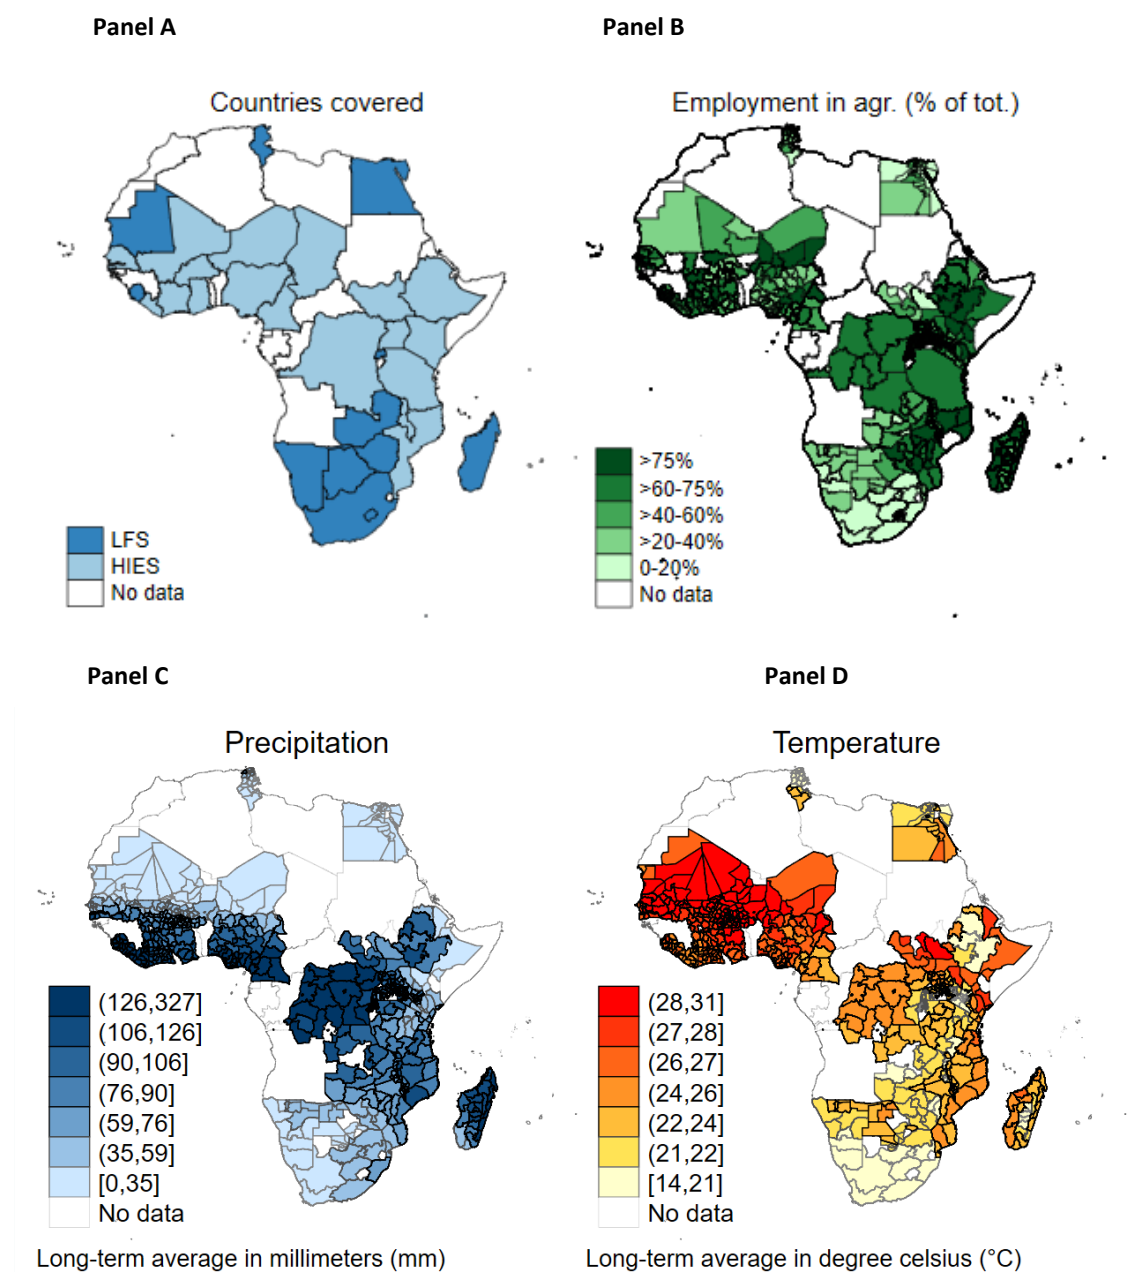 Panel A
Panel B
Countries covered
Employment in agr. (% of tot.)
LFS
HIES
No data
>75%
>60-75%
>40-60%
>20-40%
0-20%
No data
Panel C
Panel D
Precipitation
Temperature
(126,327]
(106,126]
(90,106]
(76,90]
(59,76]
(35,59]
[0,35]
No data
Long-term average in millimeters (mm)
(28,31]
(27,28]
(26,27]
(24,26]
(22,24]
(21,22]
[14,21]
No data
Long-term average in degree celsius (°C)